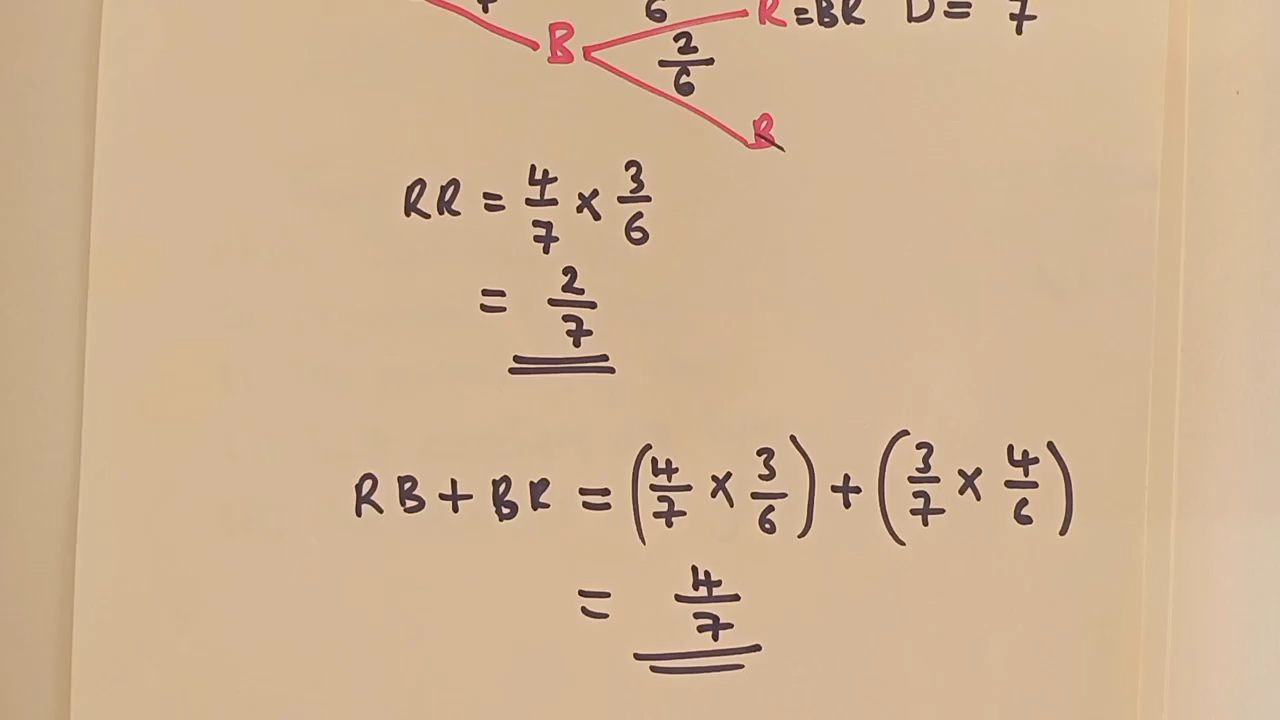 6 R = BR D = 7
B 2/6
B
RR = 4/7 × 3/6
= 2/7
RB + BR = (4/7 × 3/6) + (3/7 × 4/6)
= 4/7